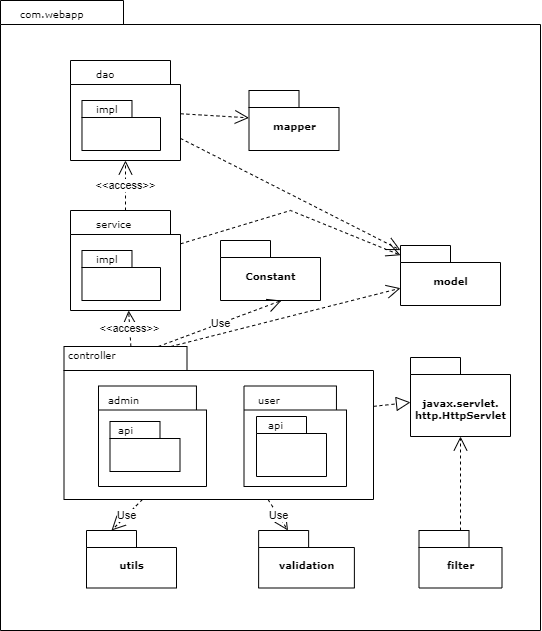 com.webapp
dao
impl
mapper
<<access>>
service
impl
Constant
model
Use
<<access>>
controller
admin
user
api
api
javax.servlet.
http.HttpServlet
Use
Use
utils
validation
filter